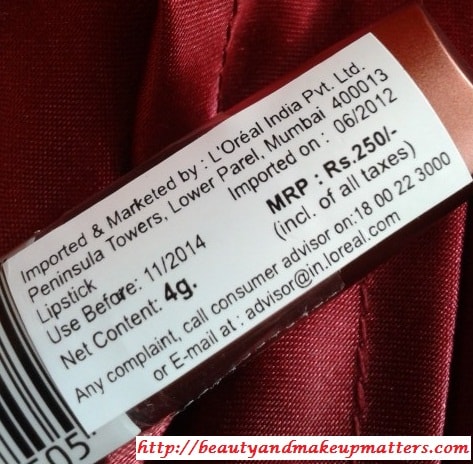 Imported & Marketed by : L'Oréal India Pvt. Ltd.
Peninsula Towers, Lower Parel, Mumbai 400013
Lipstick
Imported on : 06/2012
Use Before: 11/2014
MRP : Rs.250/-
Net Content: 4g.
(incl. of all taxes)
Any complaint, call consumer advisor on:18 00 22 3000
or E-mail at : advisor@in.loreal.com
505
http://beautyandmakeupmatters.com/